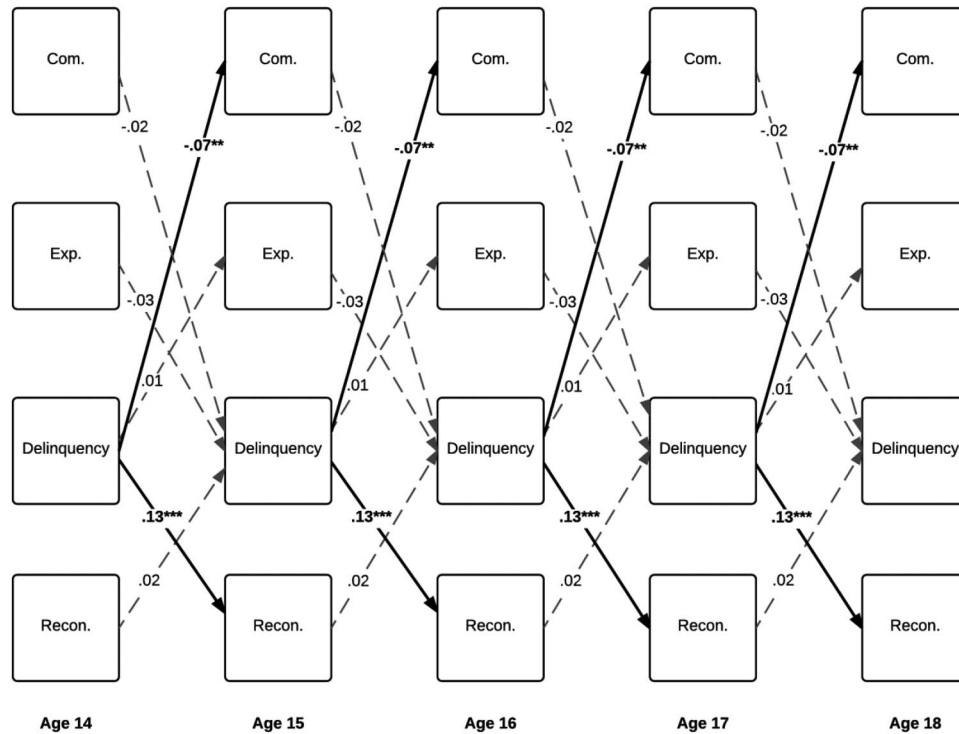 Com. Com. Com. Com. Com.
-.02 -.02 -.02 -.02
-.07** -.07** -.07** -.07**
Exp. Exp. Exp. Exp. Exp.
-.03 -.03 -.03 -.03
.01 .01 .01 .01
Delinquency Delinquency Delinquency Delinquency Delinquency
.13*** .13*** .13*** .13***
.02 .02 .02 .02
Recon. Recon. Recon. Recon. Recon.
Age 14 Age 15 Age 16 Age 17 Age 18